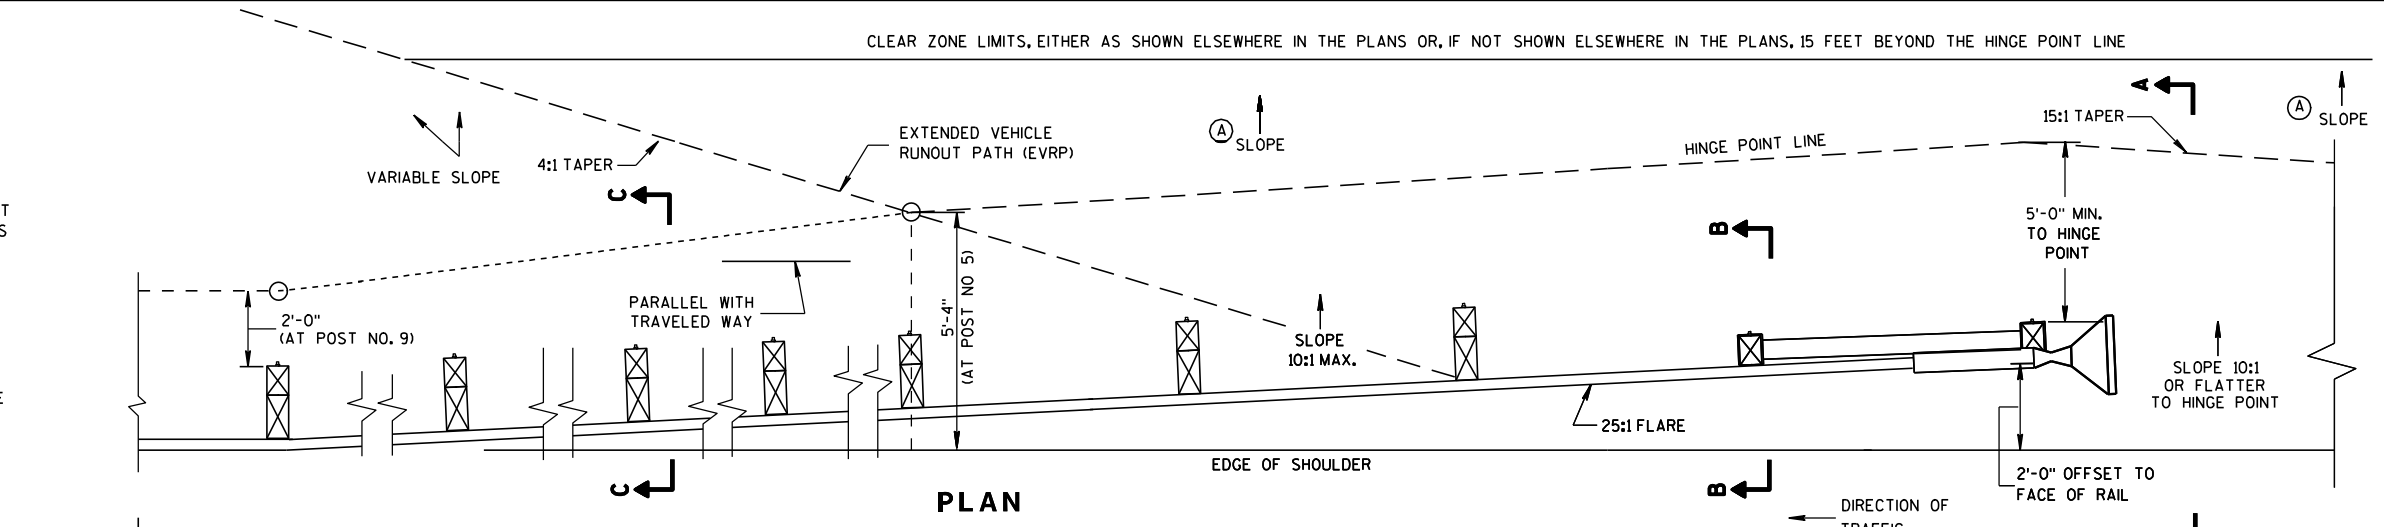 CLEAR ZONE LIMITS, EITHER AS SHOWN ELSEWHERE IN THE PLANS OR, IF NOT SHOWN ELSEWHERE IN THE PLANS, 15 FEET BEYOND THE HINGE POINT LINE
A
15:1 TAPER
A
SLOPE
A
SLOPE
EXTENDED VEHICLE
RUNOUT PATH (EVRP)
HINGE POINT LINE
4:1 TAPER
VARIABLE SLOPE
C
T
S
B
5'-0" MIN.
TO HINGE
POINT
PARALLEL WITH
TRAVELED WAY
5'-4"
(AT POST NO 5)
2'-0"
(AT POST NO. 9)
SLOPE
10:1 MAX.
SLOPE 10:1
OR FLATTER
TO HINGE POINT
E
25:1 FLARE
EDGE OF SHOULDER
2'-0" OFFSET TO
FACE OF RAIL
C
B
PLAN
DIRECTION OF
TRAFFIC